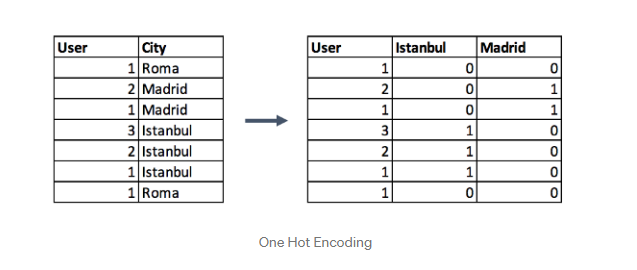 User City User Istanbul Madrid
1 Roma 1 0 0
2 Madrid 2 0 1
1 Madrid 1 0 1
3 Istanbul 3 1 0
2 Istanbul 2 1 0
1 Istanbul 1 1 0
1 Roma 1 0 0
One Hot Encoding